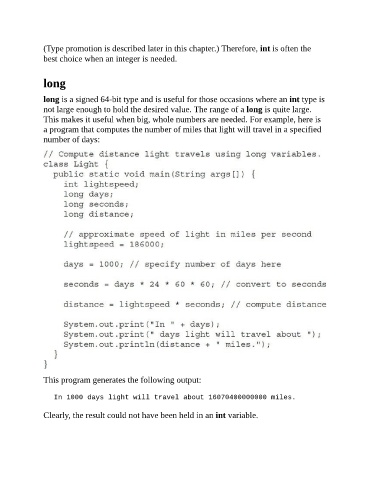 (Type promotion is described later in this chapter.) Therefore, int is often the
best choice when an integer is needed.
long
long is a signed 64-bit type and is useful for those occasions where an int type is
not large enough to hold the desired value. The range of a long is quite large.
This makes it useful when big, whole numbers are needed. For example, here is
a program that computes the number of miles that light will travel in a specified
number of days:
// Compute distance light travels using long variables.
class Light {
  public static void main(String args[]) {
    int lightspeed;
    long days;
    long seconds;
    long distance;
    // approximate speed of light in miles per second
    lightspeed = 186000;
    days = 1000; // specify number of days here
    seconds = days * 24 * 60 * 60; // convert to seconds
    distance = lightspeed * seconds; // compute distance
    System.out.print("In " + days);
    System.out.print(" days light will travel about ");
    System.out.println(distance + " miles.");
  }
}
This program generates the following output:
In 1000 days light will travel about 16070400000000 miles.
Clearly, the result could not have been held in an int variable.